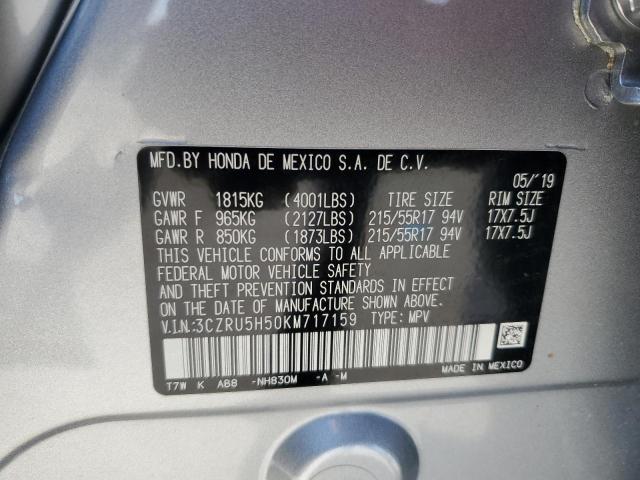 MFD.BY HONDA DE MEXICO S.A. DE C.V.
05/'19
GVWR 1815KG (4001LBS) TIRE SIZE RIM SIZE
GAWR F 965KG (2127LBS) 215/55R17 94V 17X7.5J
GAWR R 850KG (1873LBS) 215/55R17 94V 17X7.5J
THIS VEHICLE CONFORMS TO ALL APPLICABLE
FEDERAL MOTOR VEHICLE SAFETY
AND THEFT PREVENTION STANDARDS IN EFFECT
ON THE DATE OF MANUFACTURE SHOWN ABOVE.
V.I.N:3CZRU5H50KM717159 TYPE: MPV
T7W K A88 -NH830M -A -M MADE IN MEXICO